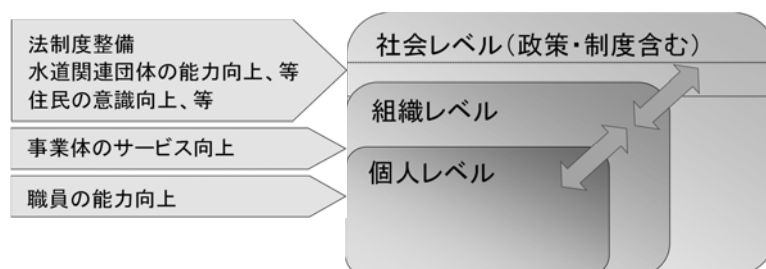 法制度整備
水道関連団体の能力向上、等
住民の意識向上、等
事業体のサービス向上
職員の能力向上
社会レベル(政策・制度含む)
組織レベル
個人レベル